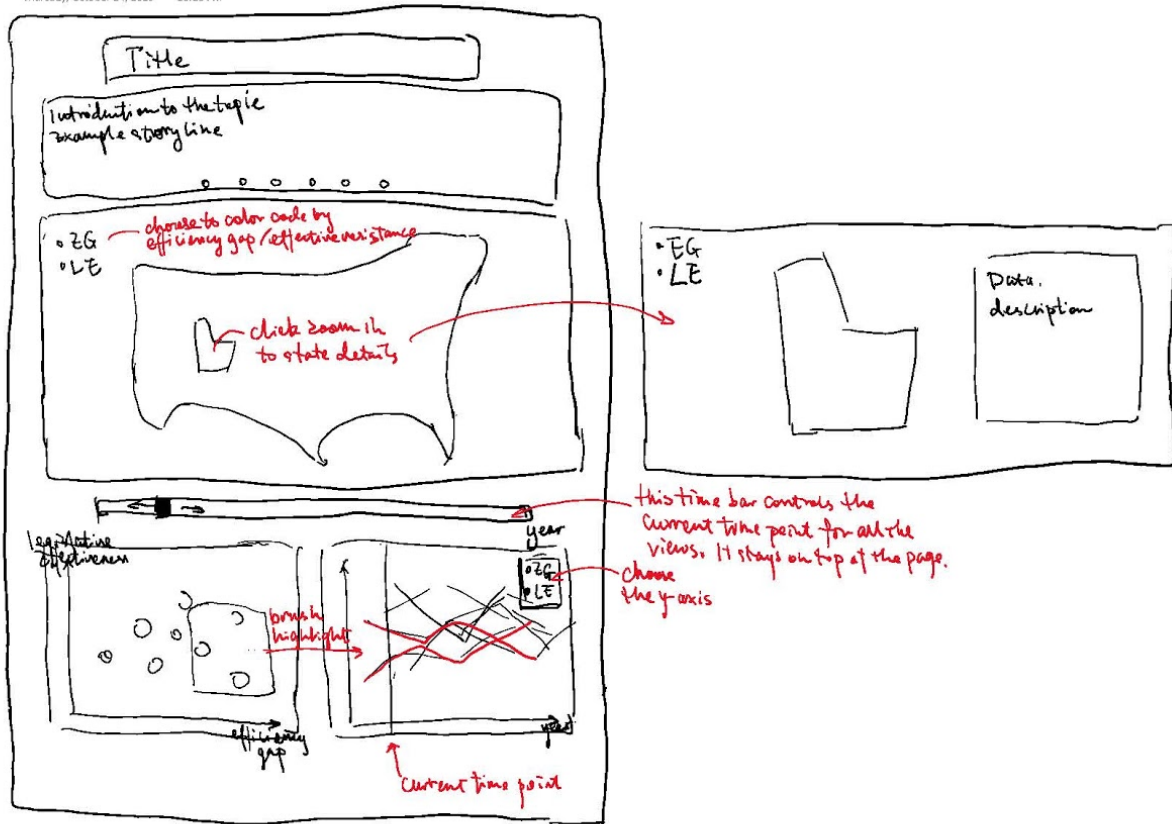 Title
Introduction to the topic
Example storyline
• EG
• LE
choose to color code by
efficiency gap / effective resistance
click zoom in
to state details
• EG
• LE
Data.
description
year
this time bar controls the
current time point for all the
views. It stays on top of the page.
Legislative
effectiveness
brush
highlight
efficiency
gap
• EG
• LE
choose
the y-axis
year
current time point